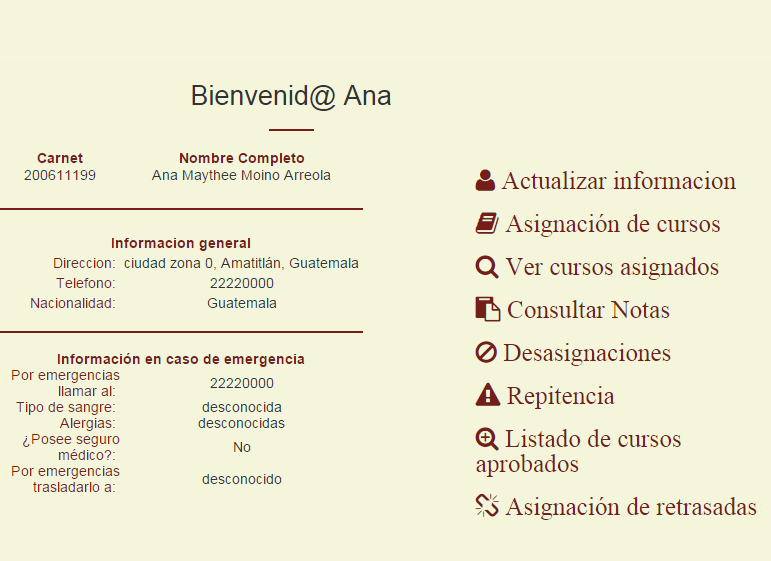 Bienvenid@ Ana
Carnet Nombre Completo
200611199 Ana Maythee Moino Arreola
Informacion general
Direccion: ciudad zona 0, Amatitlán, Guatemala
Telefono: 22220000
Nacionalidad: Guatemala
Información en caso de emergencia
Por emergencias
llamar al: 22220000
Tipo de sangre: desconocida
Alergias: desconocidas
¿Posee seguro
médico?: No
Por emergencias
trasladarlo a: desconocido
Actualizar informacion
Asignación de cursos
Ver cursos asignados
Consultar Notas
Desasignaciones
Repitencia
Listado de cursos
aprobados
Asignación de retrasadas